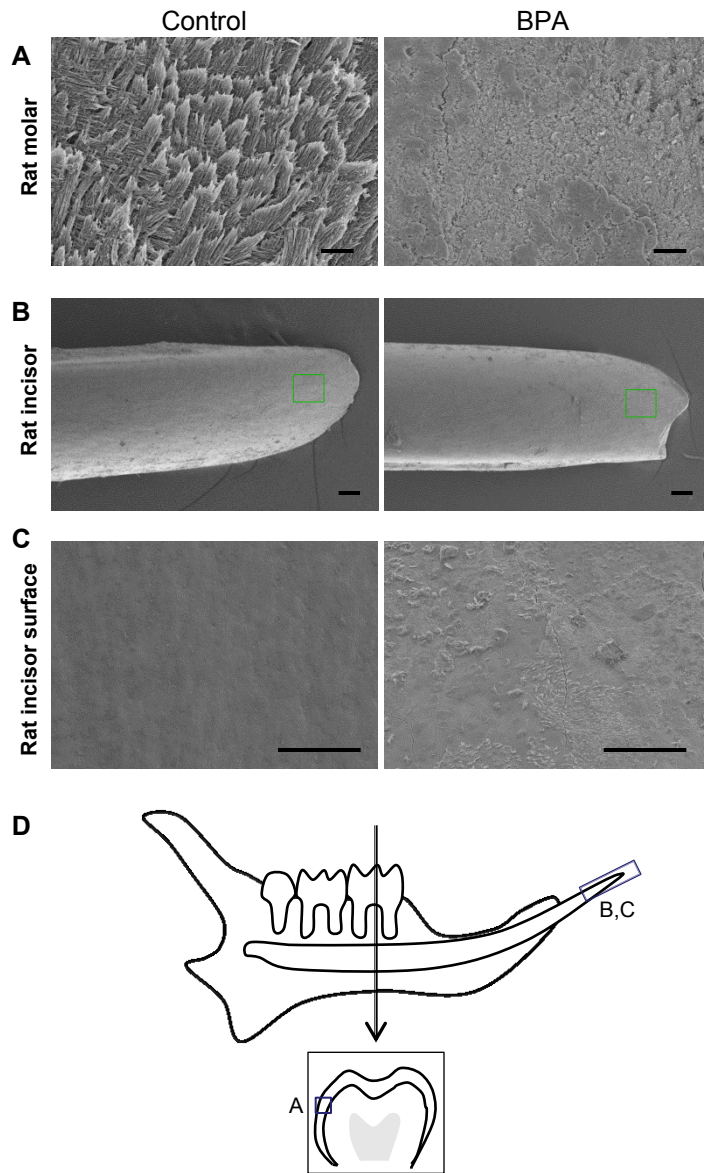 Control BPA
A
Rat molar
B
Rat incisor
C
Rat incisor surface
D
B,C
A